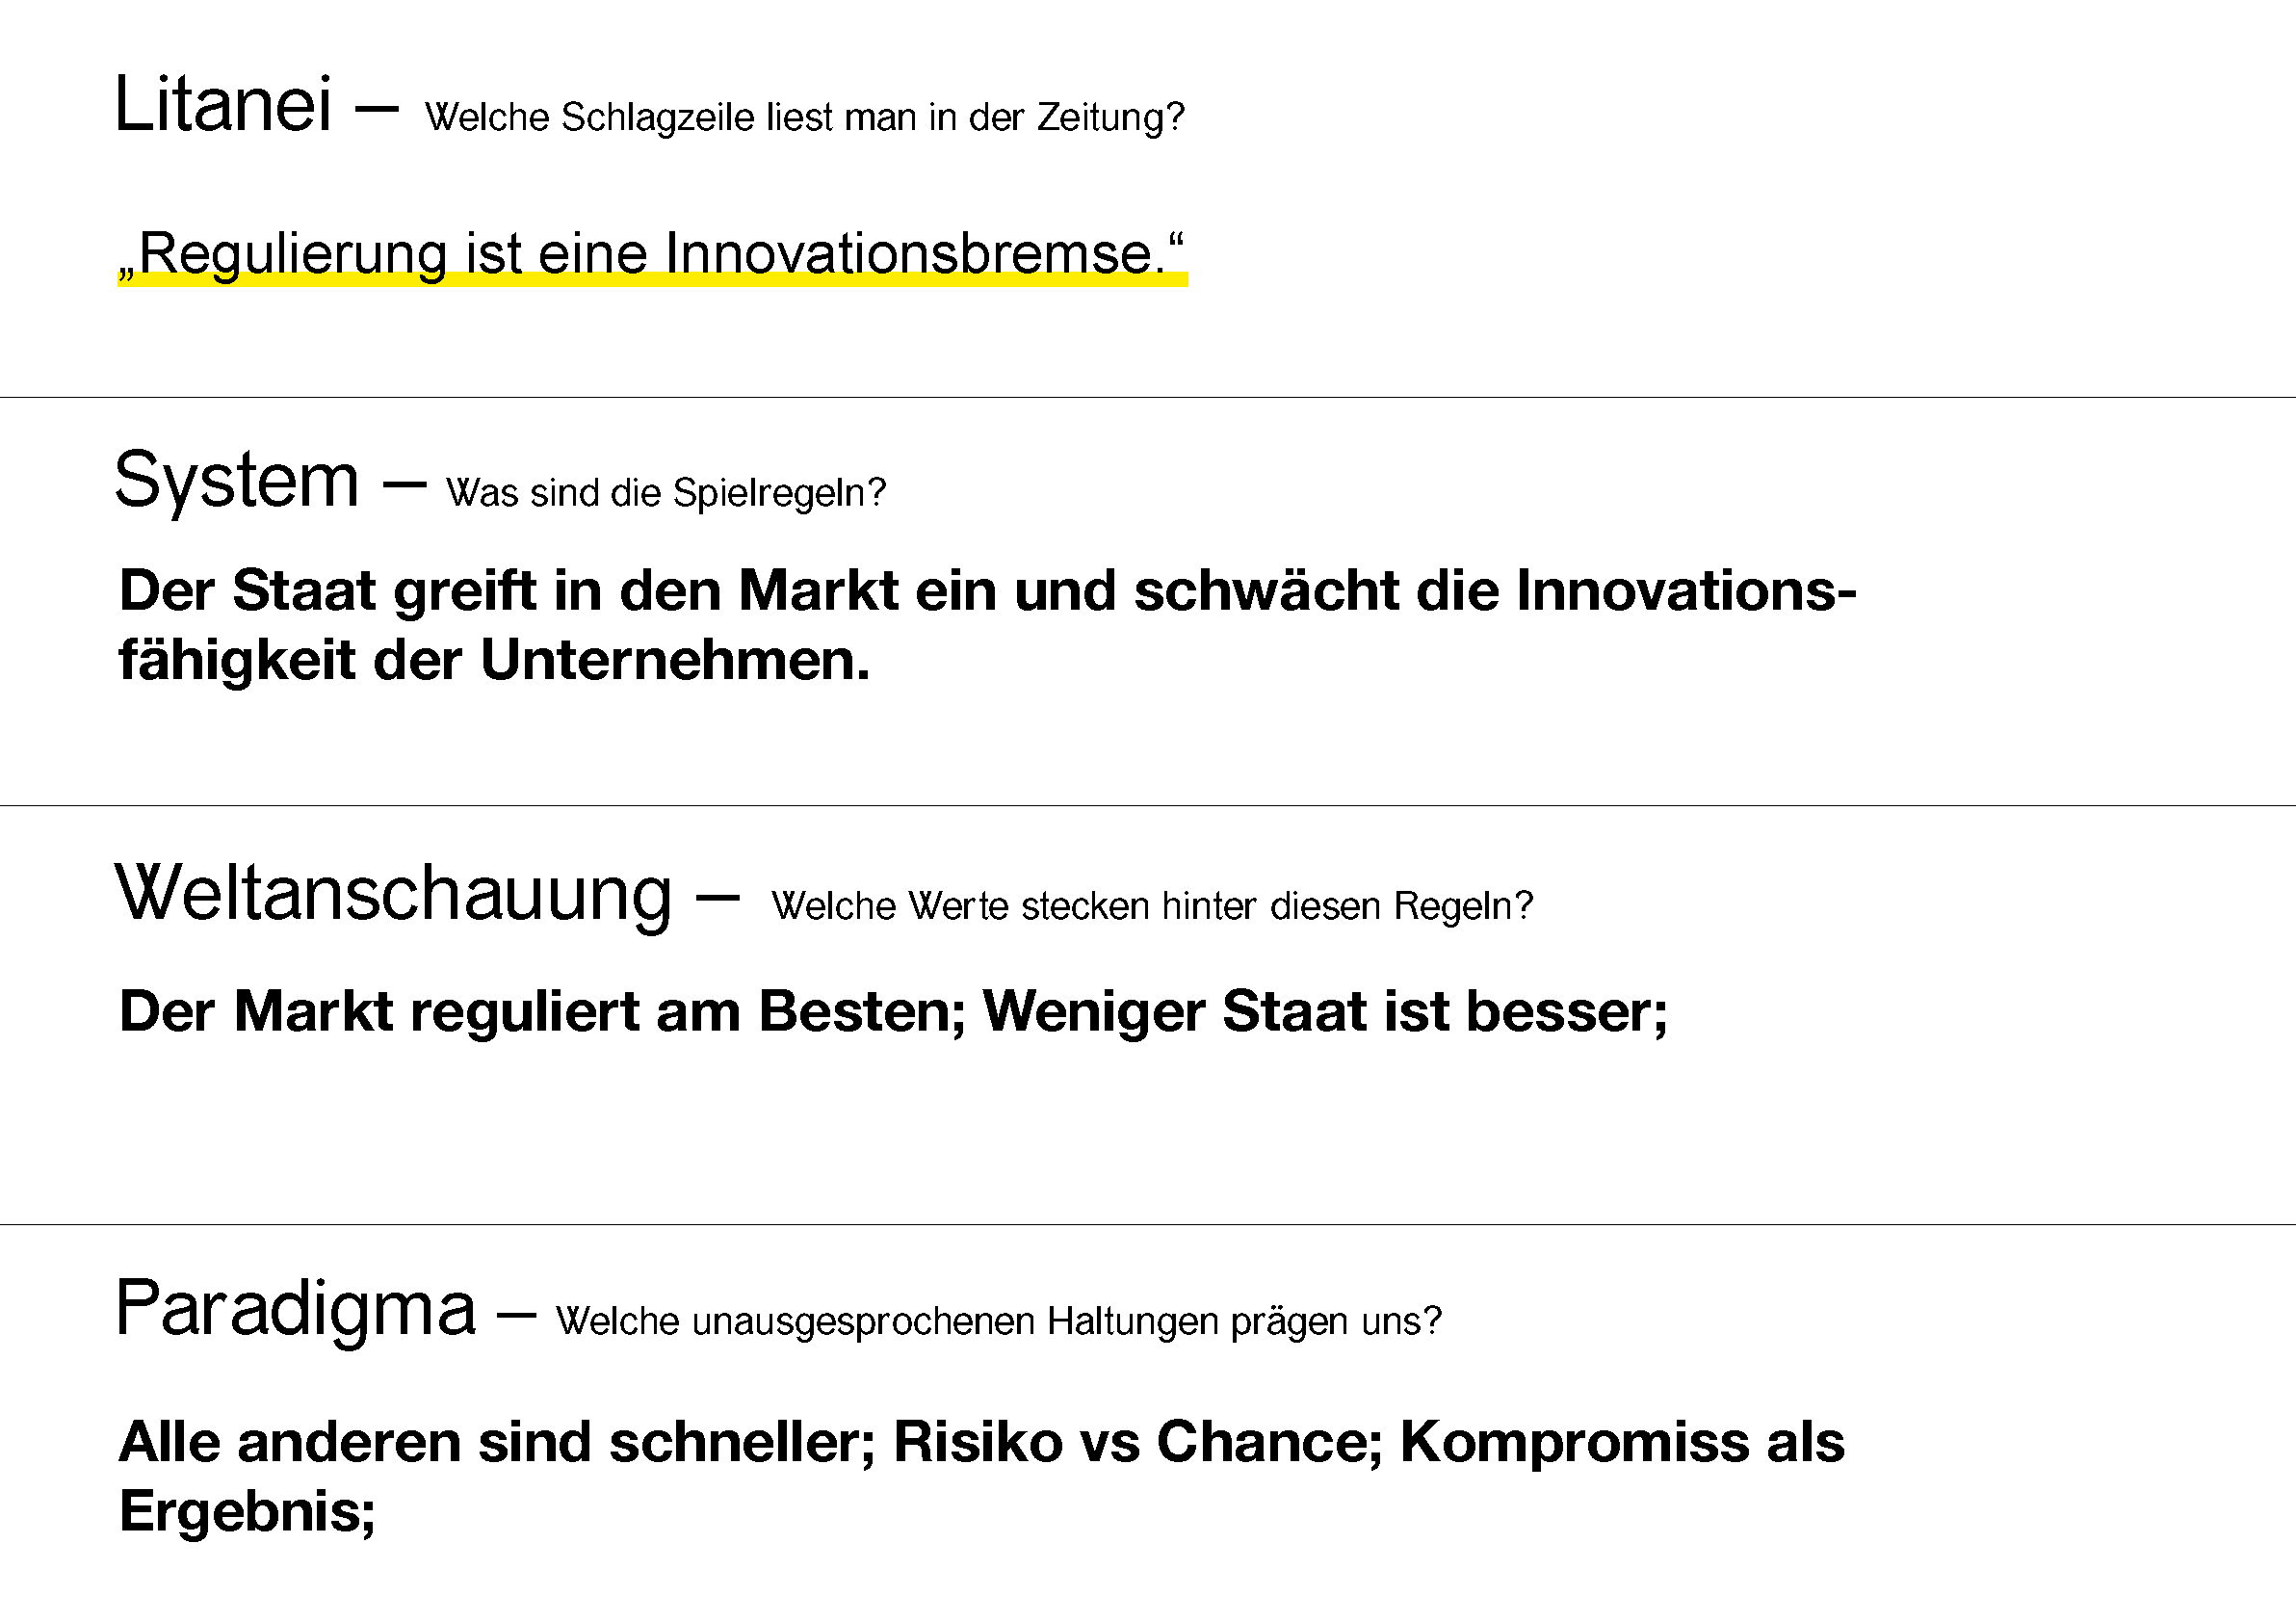 Litanei – Welche Schlagzeile liest man in der Zeitung?
„Regulierung ist eine Innovationsbremse.“
System – Was sind die Spielregeln?
Der Staat greift in den Markt ein und schwächt die Innovations-
fähigkeit der Unternehmen.
Weltanschauung – Welche Werte stecken hinter diesen Regeln?
Der Markt reguliert am Besten; Weniger Staat ist besser;
Paradigma – Welche unausgesprochenen Haltungen prägen uns?
Alle anderen sind schneller; Risiko vs Chance; Kompromiss als
Ergebnis;